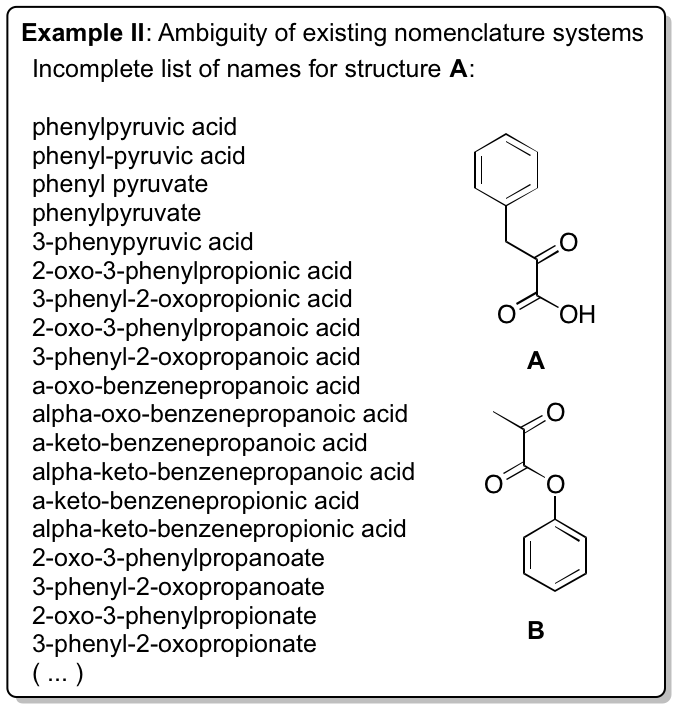 Example II: Ambiguity of existing nomenclature systems
Incomplete list of names for structure A:
phenylpyruvic acid
phenyl-pyruvic acid
phenyl pyruvate
phenylpyruvate
3-phenypyruvic acid
2-oxo-3-phenylpropionic acid
3-phenyl-2-oxopropionic acid
2-oxo-3-phenylpropanoic acid
3-phenyl-2-oxopropanoic acid
a-oxo-benzenepropanoic acid
alpha-oxo-benzenepropanoic acid
a-keto-benzenepropanoic acid
alpha-keto-benzenepropanoic acid
a-keto-benzenepropionic acid
alpha-keto-benzenepropionic acid
2-oxo-3-phenylpropanoate
3-phenyl-2-oxopropanoate
2-oxo-3-phenylpropionate
3-phenyl-2-oxopropionate
( ... )
O
O OH
A
O
O O
B